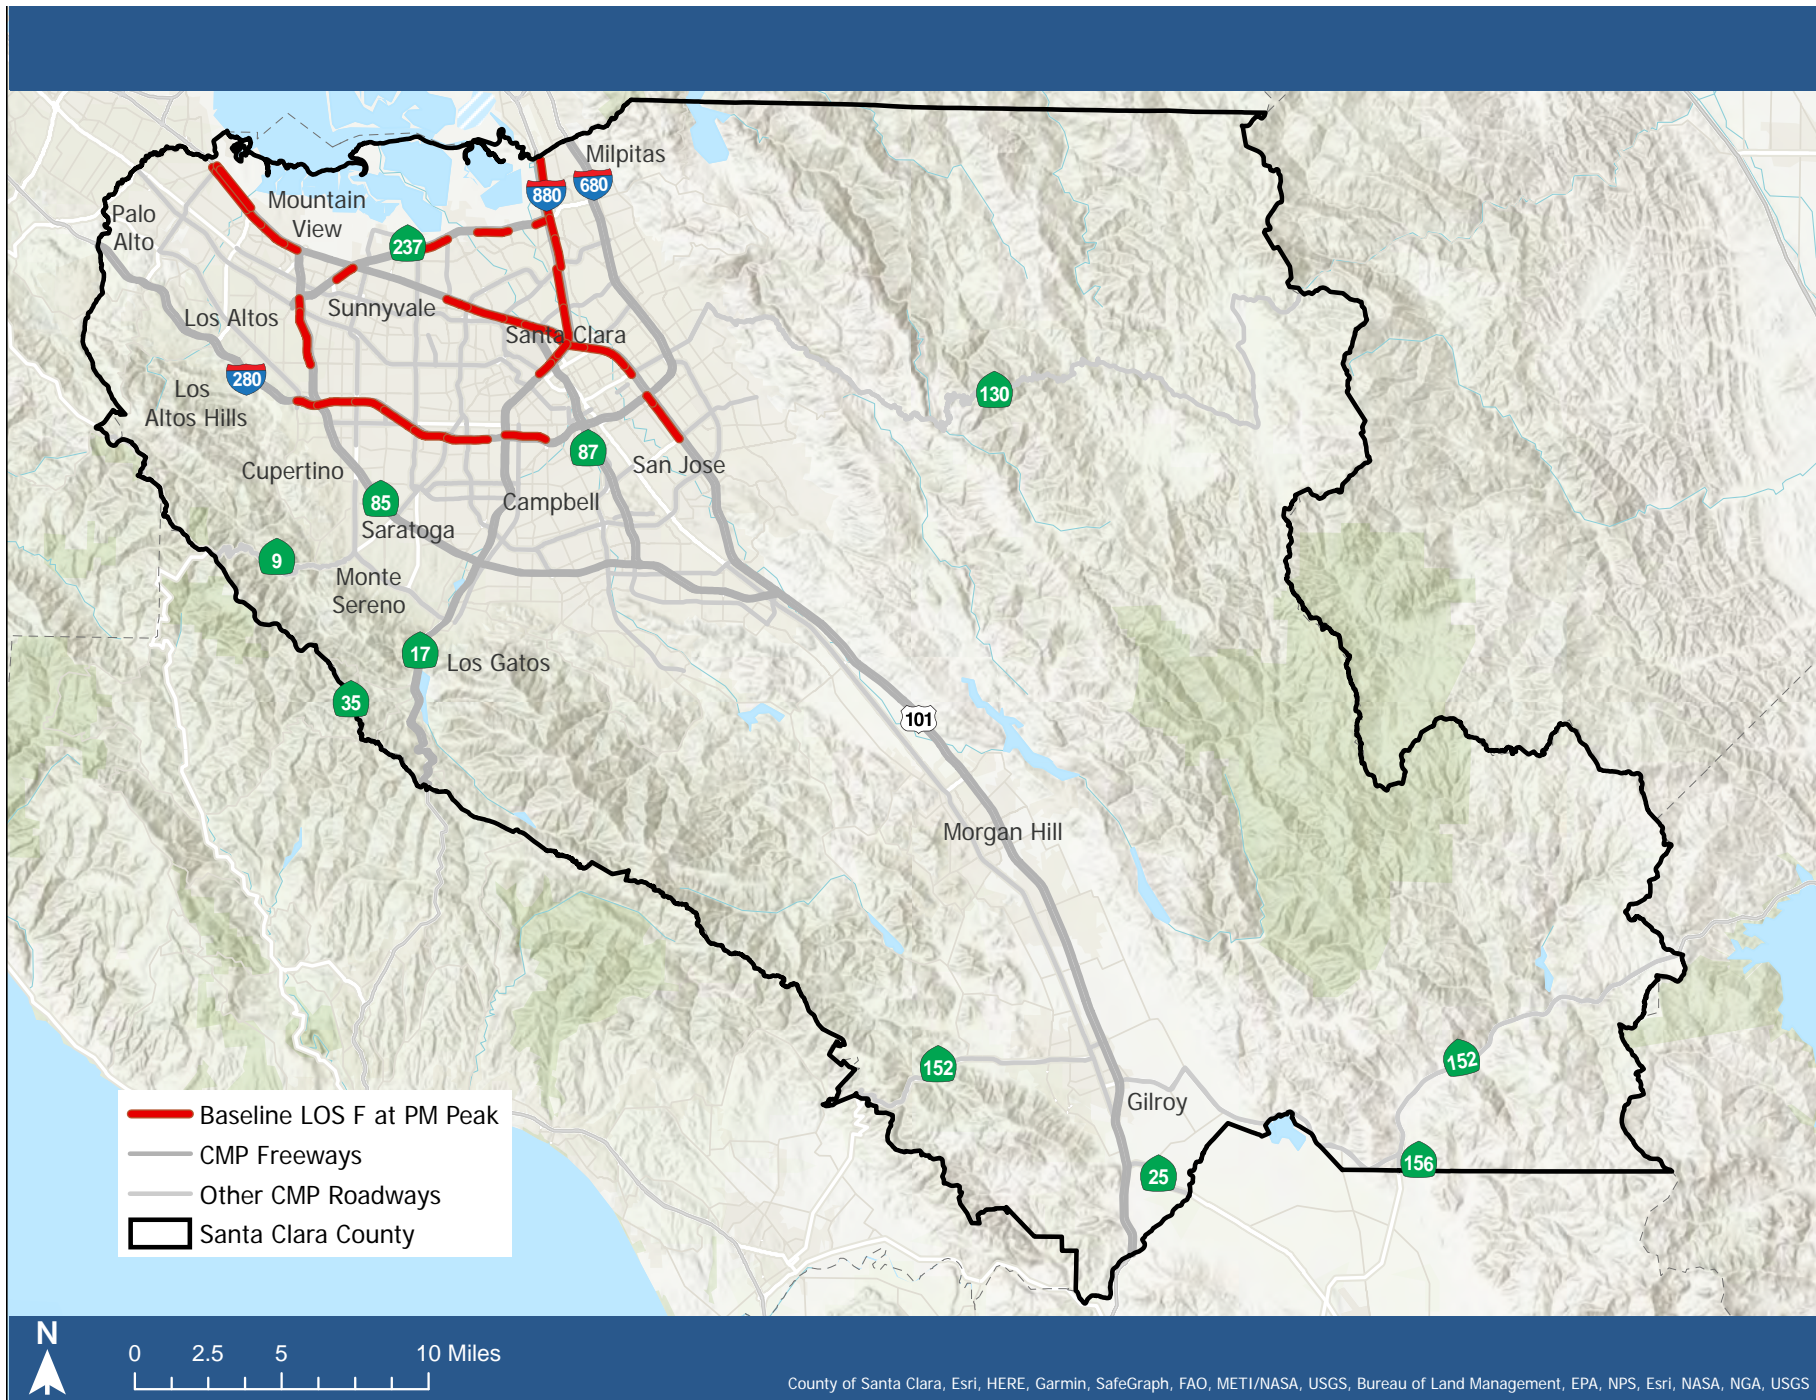 Milpitas
880
680
Mountain
View
Palo
Alto
237
Sunnyvale
Los Altos
Santa Clara
280
Los
Altos Hills
130
87
San Jose
Cupertino
85
Campbell
Saratoga
9
Monte
Sereno
17
Los Gatos
35
101
Morgan Hill
152
152
Gilroy
25
156
Baseline LOS F at PM Peak
CMP Freeways
Other CMP Roadways
Santa Clara County
N
0 2.5 5 10 Miles
County of Santa Clara, Esri, HERE, Garmin, SafeGraph, FAO, METI/NASA, USGS, Bureau of Land Management, EPA, NPS, Esri, NASA, NGA, USGS